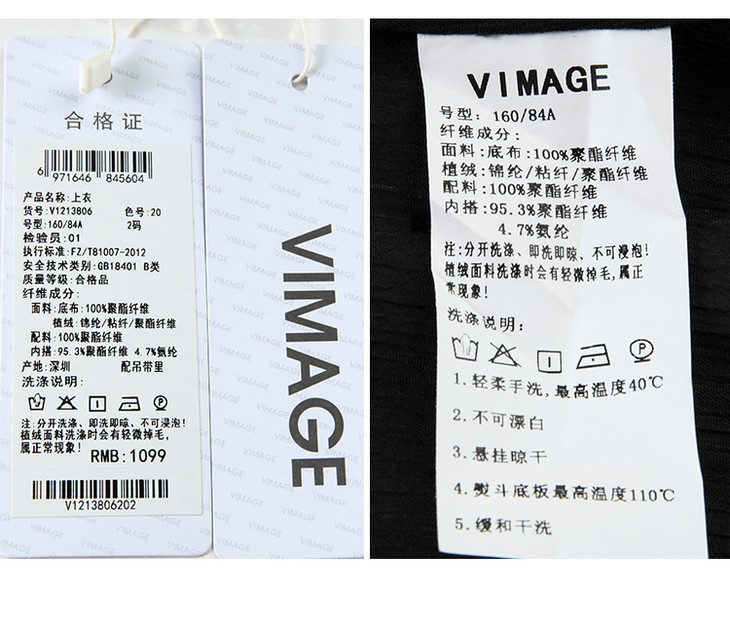 合格证
6 971646 845604
产品名称:上衣
货号:V1213806 色号:20
号型:160/84A 2码
检验员:01
执行标准:FZ/T81007-2012
安全技术类别:GB18401 B类
质量等级:合格品
纤维成分:
面料:底布:100%聚酯纤维
植绒:锦纶/粘纤/聚酯纤维
配料:100%聚酯纤维
内搭:95.3%聚酯纤维 4.7%氨纶
产地:深圳 配吊带里
洗涤说明:
注:分开洗涤、即洗即晾、不可浸泡!
植绒面料洗涤时会有轻微掉毛,
属正常现象!
RMB:1099
V1213806202
VIMAGE
VIMAGE
号型: 160/84A
纤维成分:
面料:底布:100%聚酯纤维
植绒:锦纶/粘纤/聚酯纤维
配料:100%聚酯纤维
内搭:95.3%聚酯纤维
4.7%氨纶
注:分开洗涤、即洗即晾、不可浸泡!
植绒面料洗涤时会有轻微掉毛,属正
常现象!
洗涤说明:
1.轻柔手洗,最高温度40℃
2.不可漂白
3.悬挂晾干
4.熨斗底板最高温度110℃
5.缓和干洗